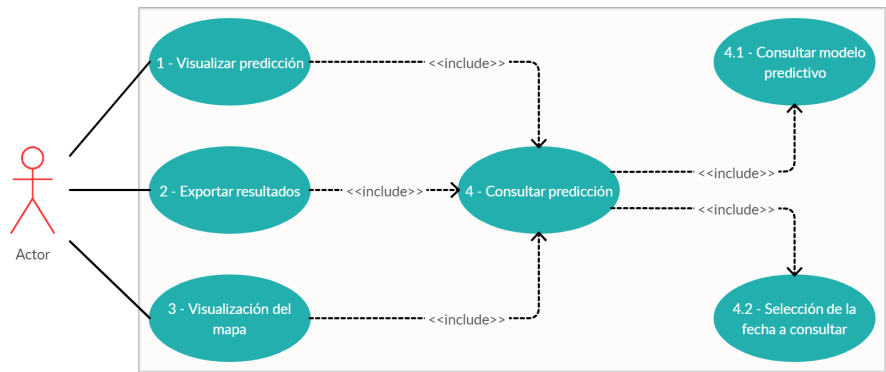 1 - Visualizar predicción
<<include>>
4.1 - Consultar modelo
predictivo
2 - Exportar resultados
<<include>>
4 - Consultar predicción
<<include>>
<<include>>
Actor
3 - Visualización del
mapa
<<include>>
4.2 - Selección de la
fecha a consultar